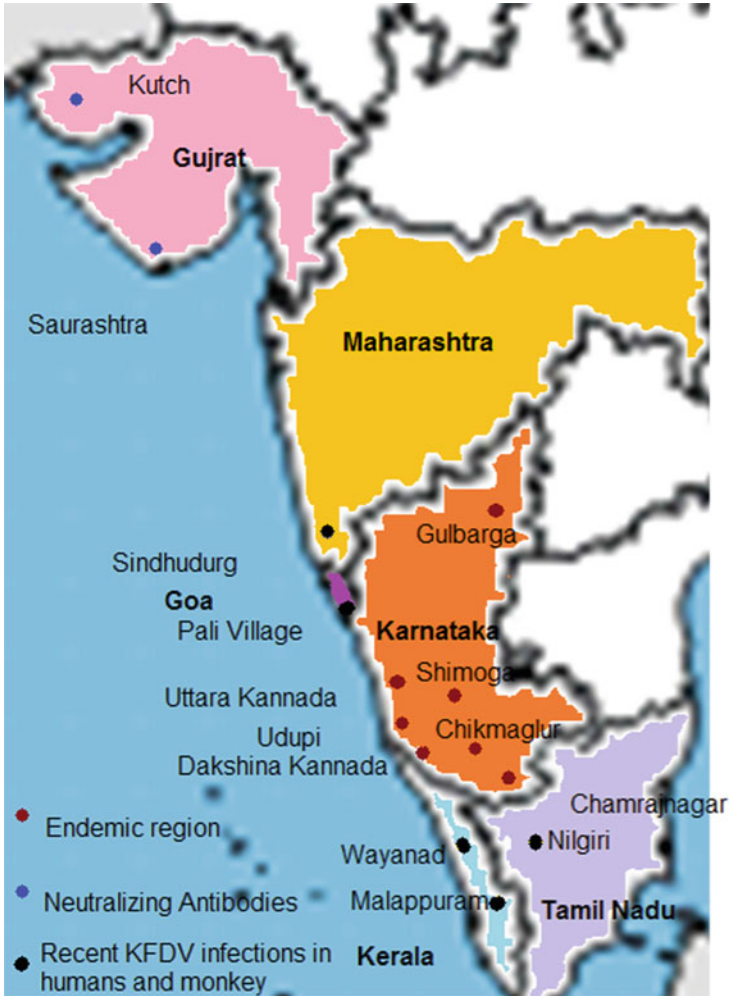 Kutch
Gujrat
Saurashtra
Maharashtra
Gulbarga
Sindhudurg
Goa
Pali Village
Karnataka
Shimoga
Uttara Kannada
Chikmaglur
Udupi
Dakshina Kannada
Chamrajnagar
Endemic region
Nilgiri
Wayanad
Neutralizing Antibodies
Malappuram
Tamil Nadu
Recent KFDV infections in
humans and monkey
Kerala